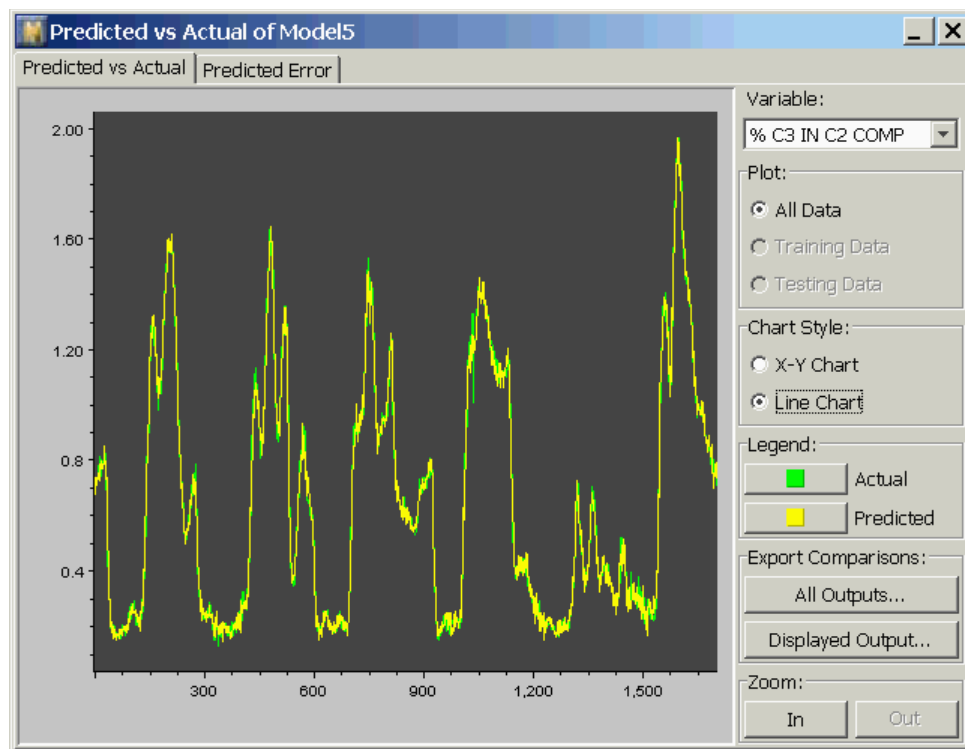 Predicted vs Actual of Model5
Predicted vs Actual
Predicted Error
2.00
1.60
1.20
0.8
0.4
300
600
900
1,200
1,500
Variable:
% C3 IN C2 COMP
Plot:
All Data
Training Data
Testing Data
Chart Style:
X-Y Chart
Line Chart
Legend:
Actual
Predicted
Export Comparisons:
All Outputs...
Displayed Output...
Zoom:
In
Out